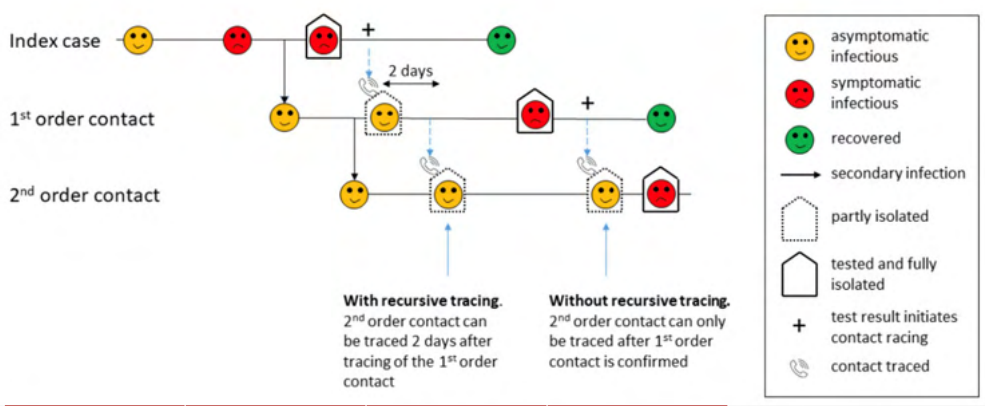 Index case
+
2 days
1st order contact
+
2nd order contact
With recursive tracing.
2nd order contact can
be traced 2 days after
tracing of the 1st order
contact
Without recursive tracing.
2nd order contact can only
be traced after 1st order
contact is confirmed
asymptomatic
infectious
symptomatic
infectious
recovered
secondary infection
partly isolated
tested and fully
isolated
+ test result initiates
contact racing
contact traced